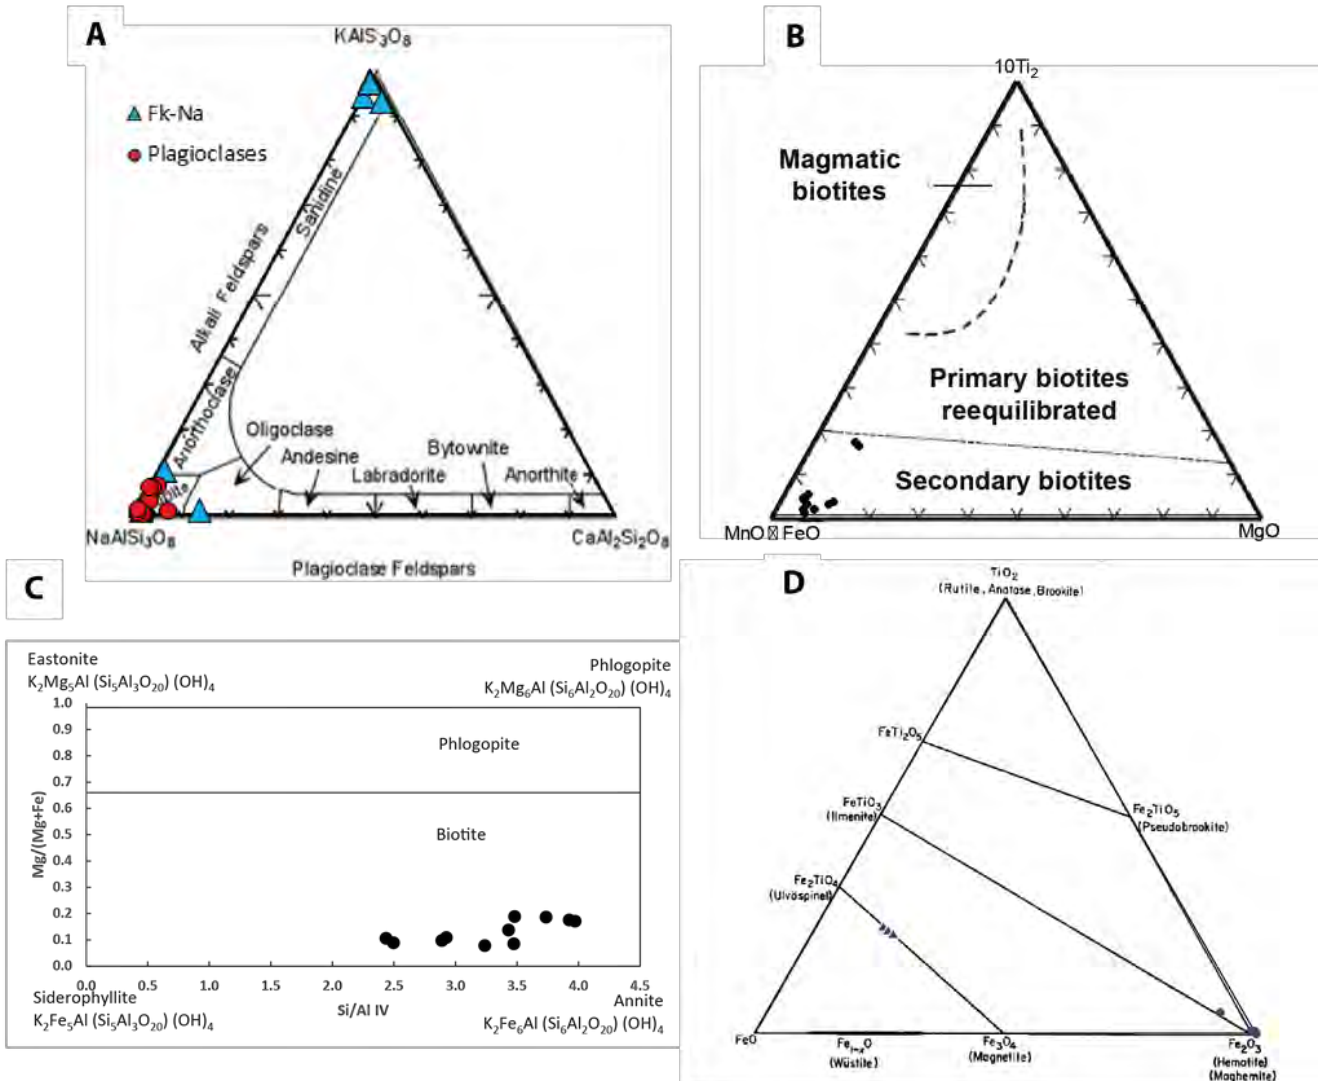 A
KAlS₃O₈
Fk-Na
Plagioclases
Alkali Feldspars
Sanidine
Anorthoclase
Oligoclase
Andesine
Labradorite
Bytownite
Anorthite
NaAlSi₃O₈
CaAl₂Si₂O₈
Plagioclase Feldspars
B
10Ti₂
Magmatic
biotites
Primary biotites
reequilibrated
Secondary biotites
MnO FeO
MgO
C
Eastonite
K₂Mg₅Al (Si₅Al₃O₂₀) (OH)₄
Phlogopite
K₂Mg₆Al (Si₆Al₂O₂₀) (OH)₄
Mg/(Mg+Fe)
1.0
0.9
0.8
0.7
0.6
0.5
0.4
0.3
0.2
0.1
0.0
Phlogopite
Biotite
0.0 0.5 1.0 1.5 2.0 2.5 3.0 3.5 4.0 4.5
Si/Al IV
Siderophyllite
K₂Fe₅Al (Si₅Al₃O₂₀) (OH)₄
Annite
K₂Fe₆Al (Si₆Al₂O₂₀) (OH)₄
D
TiO₂
(Rutile, Anatase, Brookite)
FeTi₂O₅
FeTiO₃
(Ilmenite)
Fe₂TiO₅
(Pseudobrookite)
Fe₂TiO₄
(Ulvöspinel)
FeO
Fe₁₋ₓO
(Wüstite)
Fe₃O₄
(Magnetite)
Fe₂O₃
(Hematite)
(Maghemite)